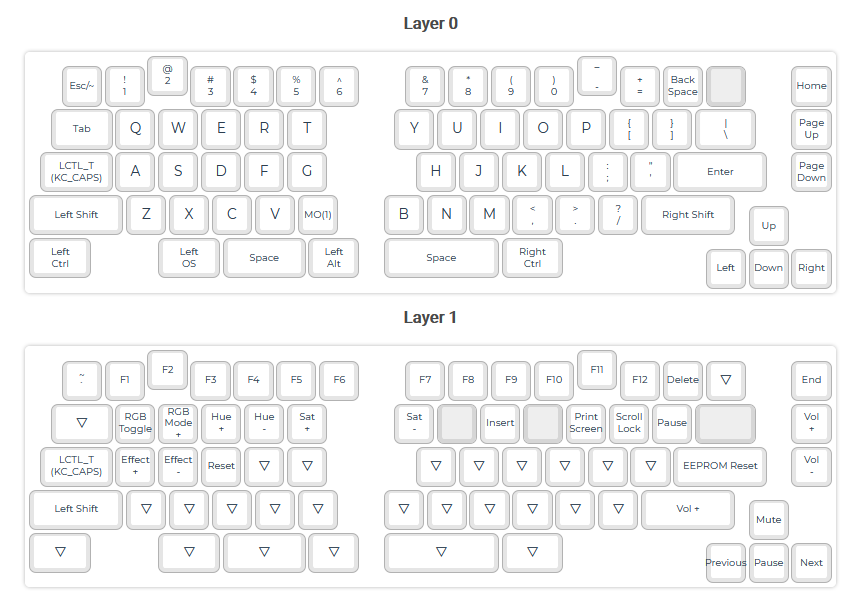 Layer 0
Esc/~ ! 1 @ 2 # 3 $ 4 % 5 ^ 6 & 7 * 8 ( 9 ) 0 _ - + = Back Space Home
Tab Q W E R T Y U I O P { [ } ] | \ Page Up
LCTL_T (KC_CAPS) A S D F G H J K L : ; " ' Enter Page Down
Left Shift Z X C V MO(1) B N M < , > . ? / Right Shift Up
Left Ctrl Left OS Space Left Alt Space Right Ctrl Left Down Right
Layer 1
~ ` F1 F2 F3 F4 F5 F6 F7 F8 F9 F10 F11 F12 Delete ▽ End
▽ RGB Toggle RGB Mode + Hue + Hue - Sat + Sat - Insert Print Screen Scroll Lock Pause Vol +
LCTL_T (KC_CAPS) Effect + Effect - Reset ▽ ▽ ▽ ▽ ▽ ▽ ▽ ▽ EEPROM Reset Vol -
Left Shift ▽ ▽ ▽ ▽ ▽ ▽ ▽ ▽ ▽ ▽ ▽ Vol + Mute
▽ ▽ ▽ ▽ ▽ ▽ Previous Pause Next